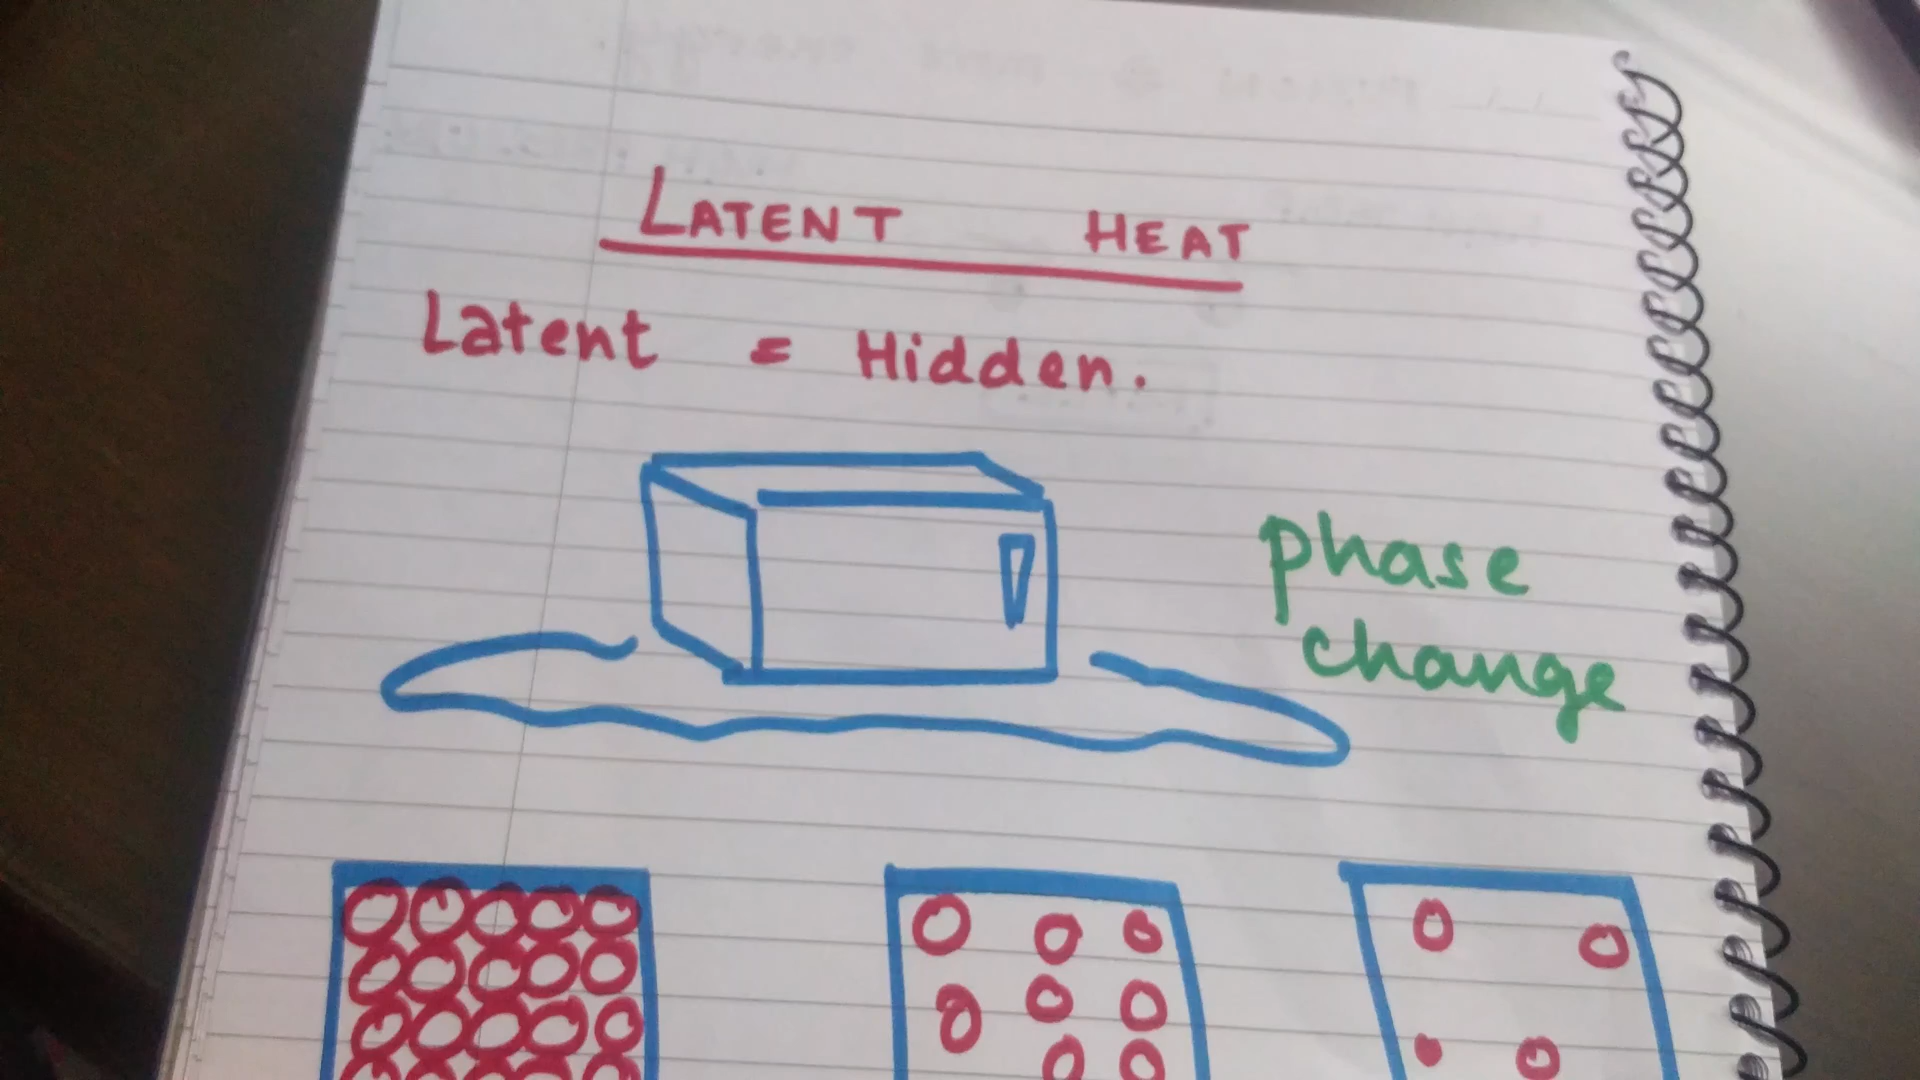 LATENT HEAT
Latent = Hidden.
phase
change